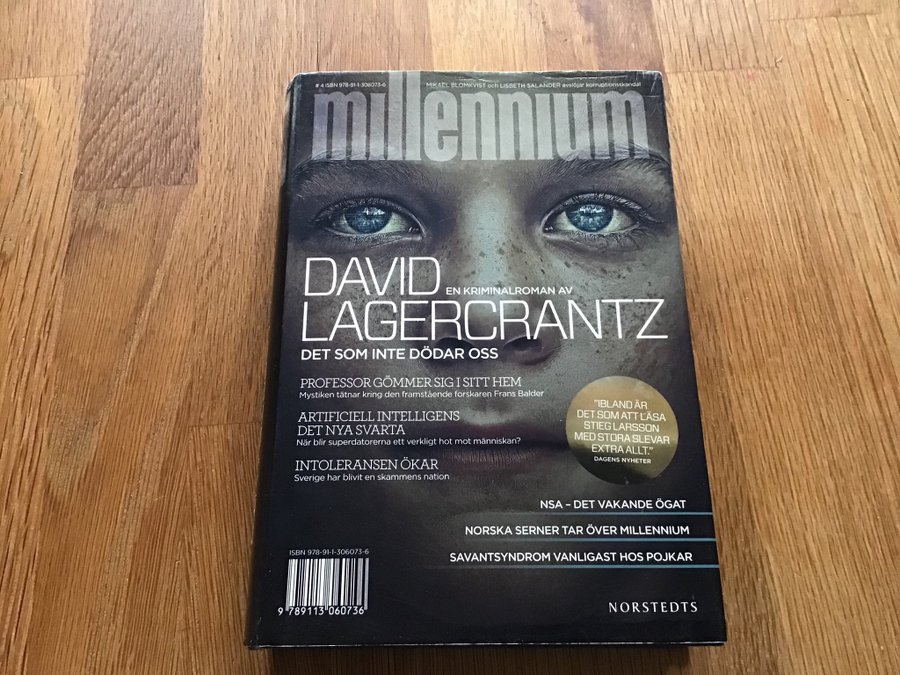 # 4 ISBN 978-91-1-306073-6
MIKAEL BLOMKVIST och LISBETH SALANDER avslöjar korruptionsskandal
millennium
DAVID
EN KRIMINALROMAN AV
LAGERCRANTZ
DET SOM INTE DÖDAR OSS
PROFESSOR GÖMMER SIG I SITT HEM
Mystiken tätnar kring den framstående forskaren Frans Balder
ARTIFICIELL INTELLIGENS
DET NYA SVARTA
När blir superdatorerna ett verkligt hot mot människan?
INTOLERANSEN ÖKAR
Sverige har blivit en skammens nation
"IBLAND ÄR
DET SOM ATT LÄSA
STIEG LARSSON
MED STORA SLEVAR
EXTRA ALLT."
DAGENS NYHETER
NSA – DET VAKANDE ÖGAT
NORSKA SERNER TAR ÖVER MILLENNIUM
SAVANTSYNDROM VANLIGAST HOS POJKAR
ISBN 978-91-1-306073-6
9 789113 060736
NORSTEDTS